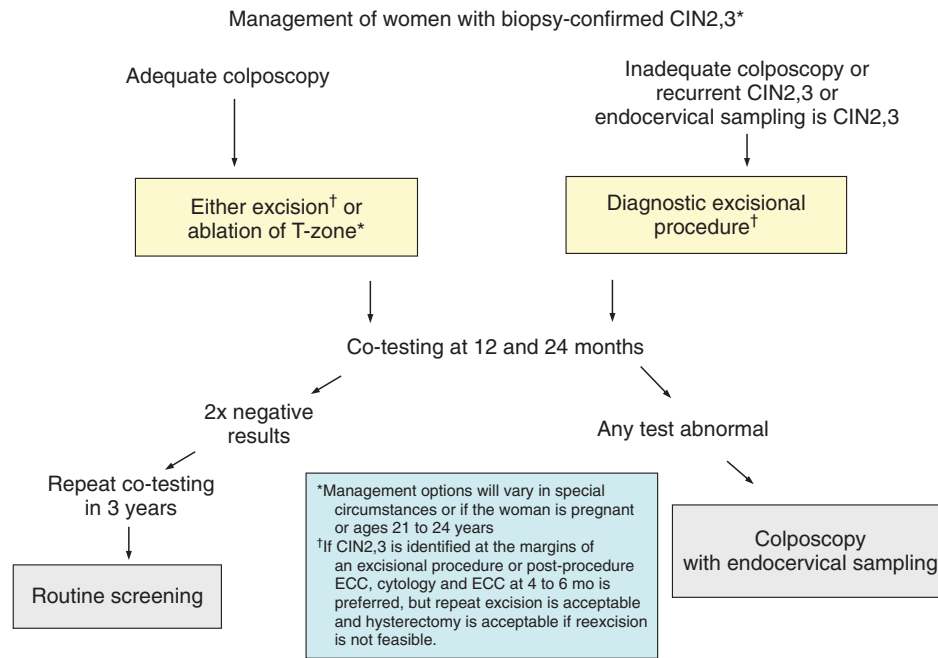 Management of women with biopsy-confirmed CIN2,3*
Adequate colposcopy
Inadequate colposcopy or
recurrent CIN2,3 or
endocervical sampling is CIN2,3
Either excision† or
ablation of T-zone*
Diagnostic excisional
procedure†
Co-testing at 12 and 24 months
2x negative
results
Any test abnormal
Repeat co-testing
in 3 years
Routine screening
*Management options will vary in special
circumstances or if the woman is pregnant
or ages 21 to 24 years
†If CIN2,3 is identified at the margins of
an excisional procedure or post-procedure
ECC, cytology and ECC at 4 to 6 mo is
preferred, but repeat excision is acceptable
and hysterectomy is acceptable if reexcision
is not feasible.
Colposcopy
with endocervical sampling